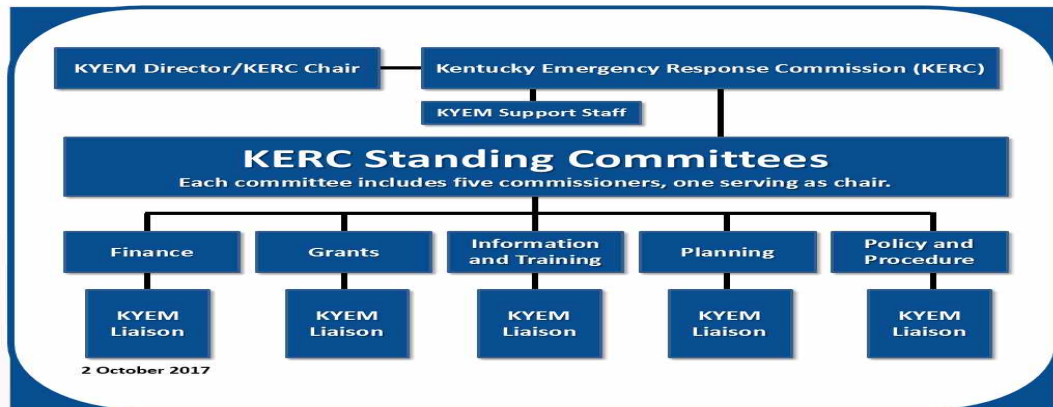 KYEM Director/KERC Chair
Kentucky Emergency Response Commission (KERC)
KYEM Support Staff
KERC Standing Committees
Each committee includes five commissioners, one serving as chair.
Finance
Grants
Information
and Training
Planning
Policy and
Procedure
KYEM
Liaison
KYEM
Liaison
KYEM
Liaison
KYEM
Liaison
KYEM
Liaison
2 October 2017